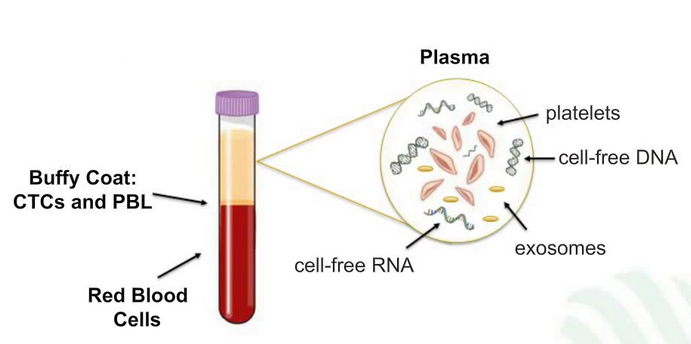 Plasma
platelets
cell-free DNA
Buffy Coat:
CTCs and PBL
exosomes
cell-free RNA
Red Blood
Cells